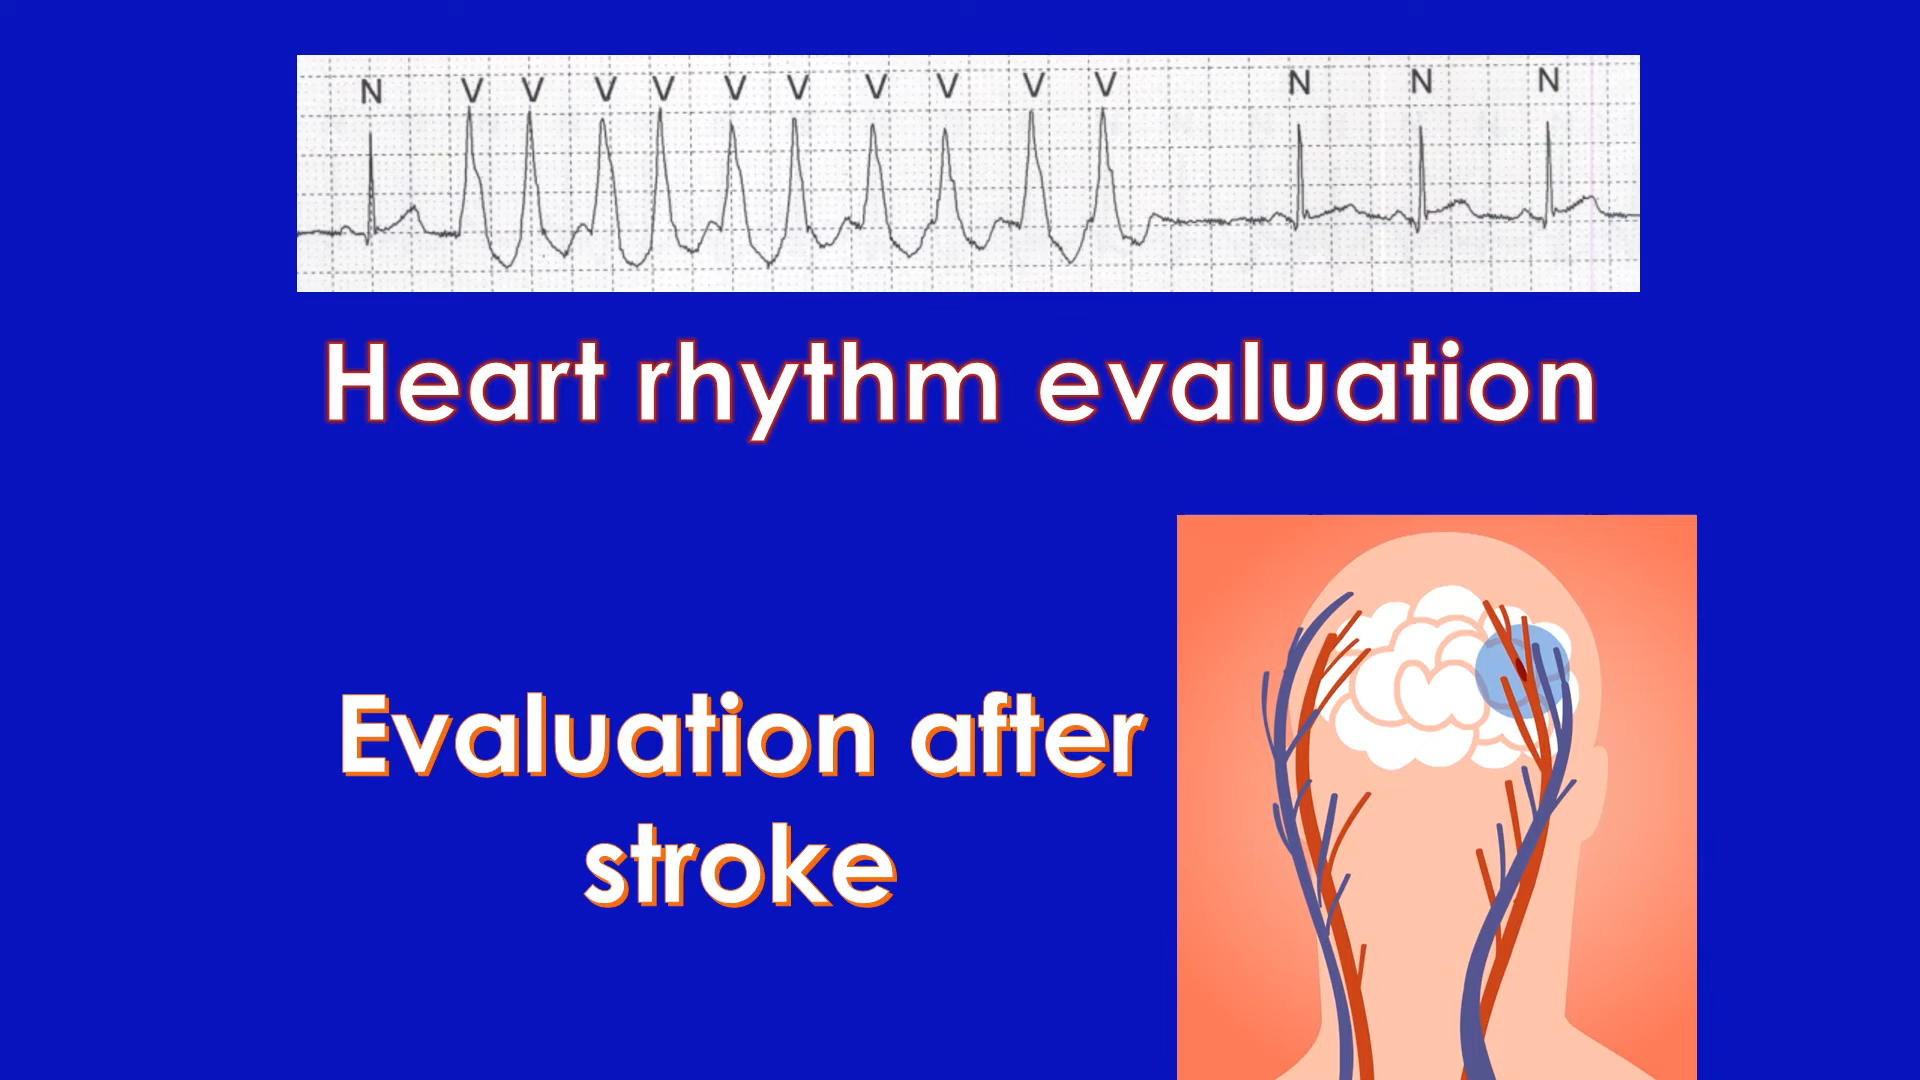 N V V V V V V V V V V N N N
Heart rhythm evaluation
Evaluation after
stroke